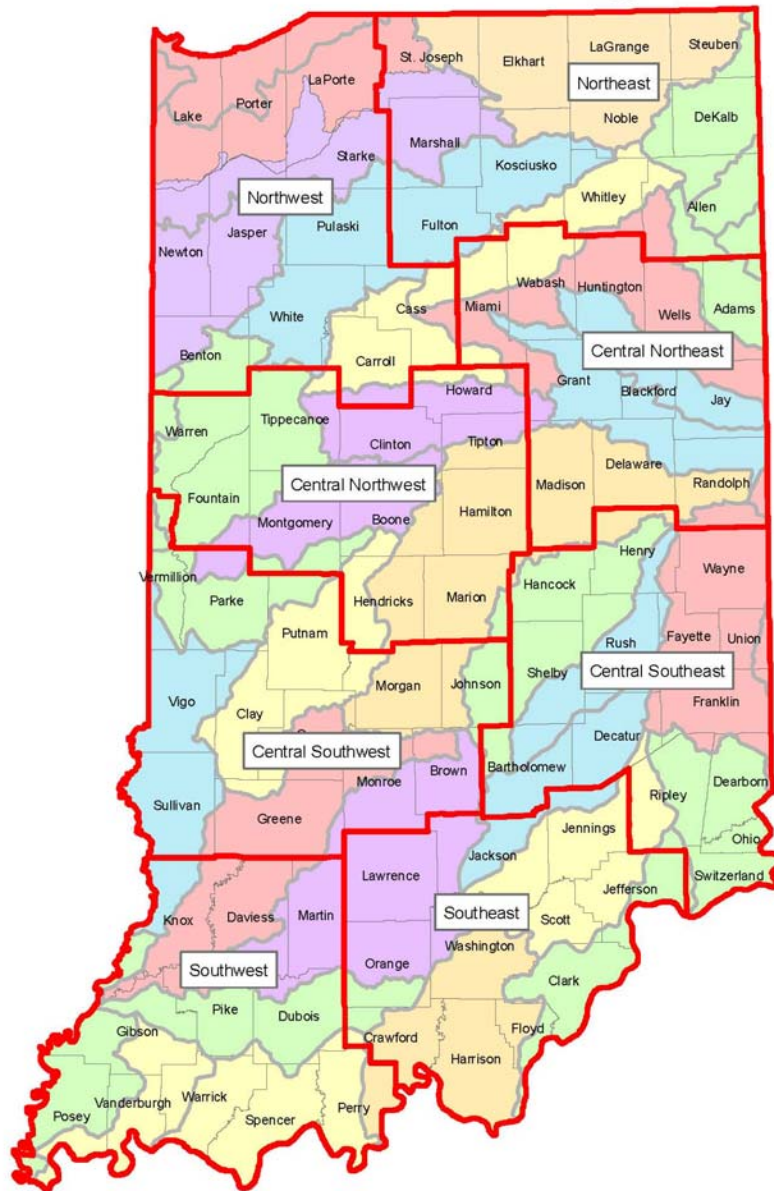 St. Joseph
Elkhart
LaGrange
Steuben
LaPorte
Porter
Lake
Northeast
Noble
DeKalb
Marshall
Starke
Kosciusko
Whitley
Northwest
Allen
Pulaski
Fulton
Newton
Jasper
Wabash
Huntington
Miami
Cass
Wells
Adams
White
Benton
Carroll
Central Northeast
Grant
Blackford
Jay
Howard
Tippecanoe
Warren
Clinton
Tipton
Central Northwest
Madison
Delaware
Randolph
Fountain
Hamilton
Montgomery
Boone
Henry
Wayne
Vermillion
Hancock
Parke
Hendricks
Marion
Putnam
Rush
Fayette
Union
Shelby
Central Southeast
Morgan
Johnson
Vigo
Franklin
Clay
Central Southwest
Decatur
Bartholomew
Brown
Monroe
Dearborn
Ripley
Sullivan
Greene
Jennings
Ohio
Jackson
Switzerland
Lawrence
Jefferson
Knox
Daviess
Martin
Southeast
Scott
Washington
Southwest
Orange
Clark
Pike
Dubois
Gibson
Floyd
Crawford
Harrison
Posey
Vanderburgh
Warrick
Spencer
Perry